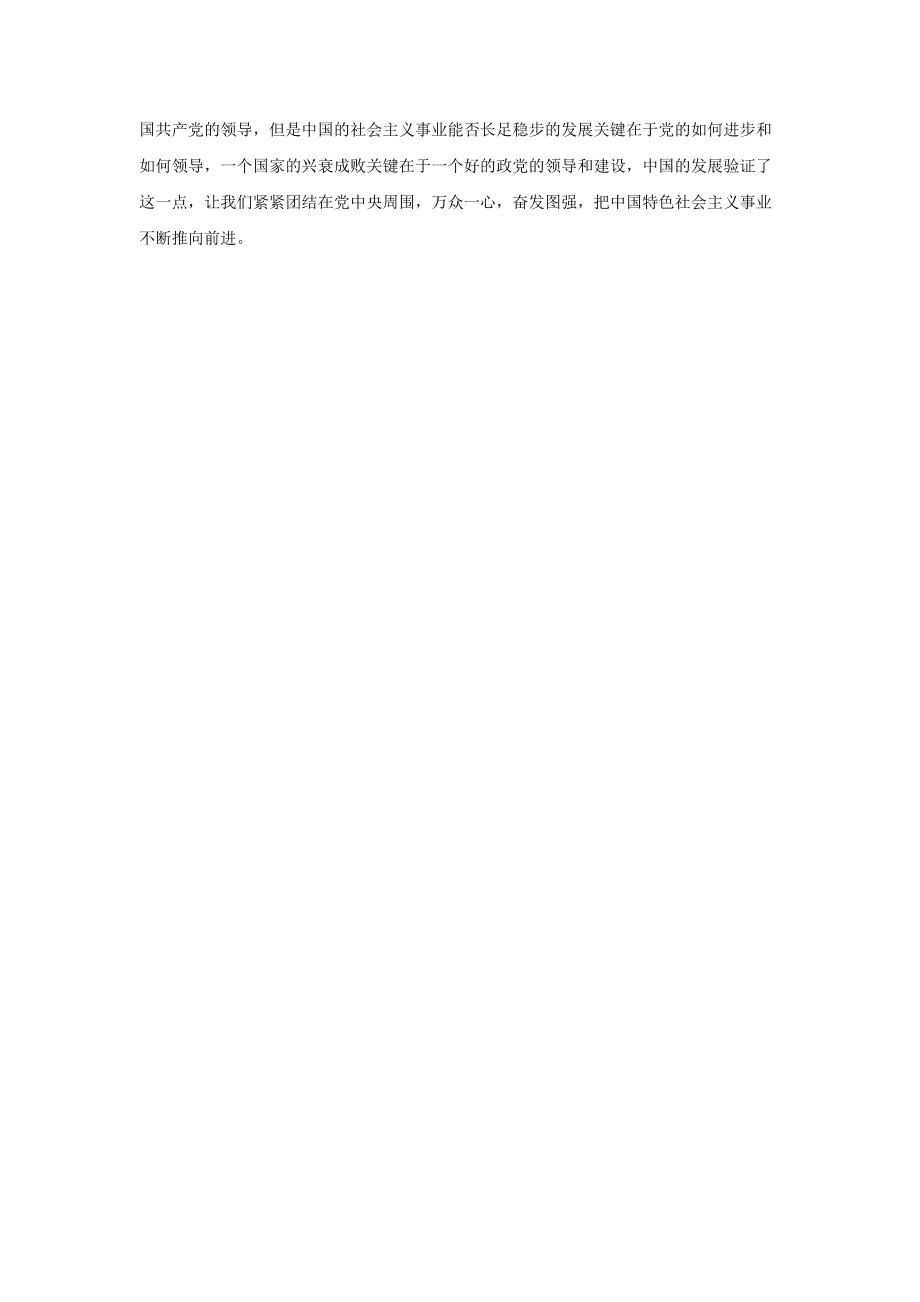 国共产党的领导，但是中国的社会主义事业能否长足稳步的发展关键在于党的如何进步和
如何领导，一个国家的兴衰成败关键在于一个好的政党的领导和建设，中国的发展验证了
这一点，让我们紧紧团结在党中央周围，万众一心，奋发图强，把中国特色社会主义事业
不断推向前进。